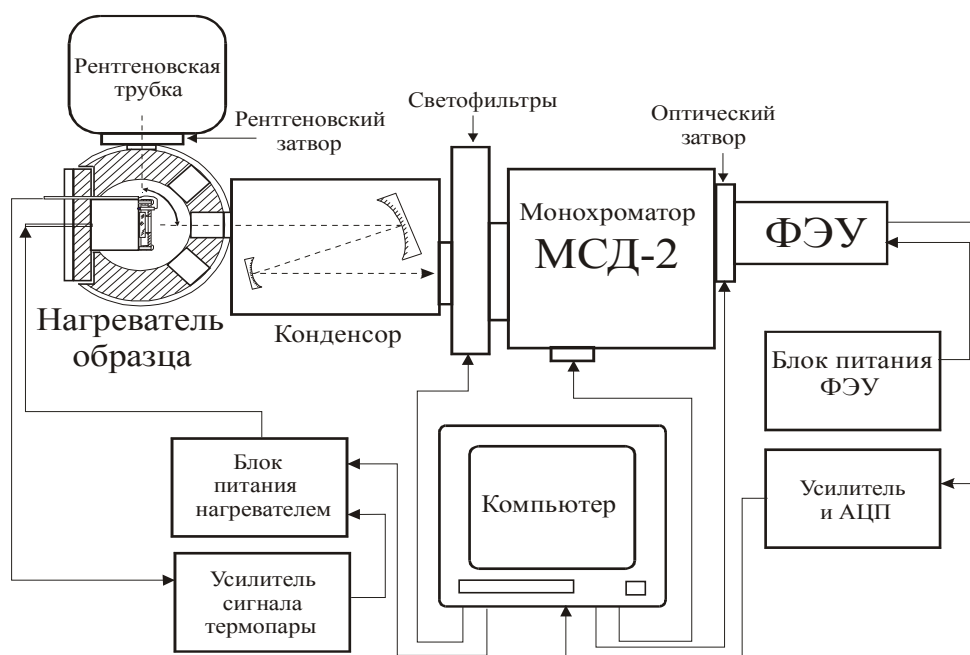 Рентгеновская
трубка
Рентгеновский
затвор
Светофильтры
Оптический
затвор
Монохроматор
МСД-2
ФЭУ
Нагреватель
образца
Конденсор
Блок питания
ФЭУ
Блок
питания
нагревателем
Компьютер
Усилитель
и АЦП
Усилитель
сигнала
термопары